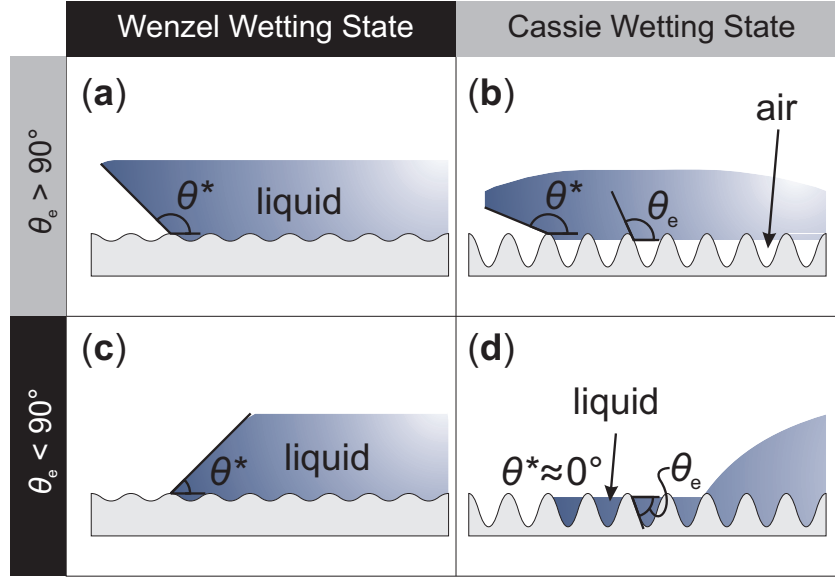 Wenzel Wetting State
Cassie Wetting State
θe > 90°
(a)
θ*
liquid
(b)
air
θ*
θe
θe < 90°
(c)
θ*
liquid
(d)
liquid
θ*≈0°
θe